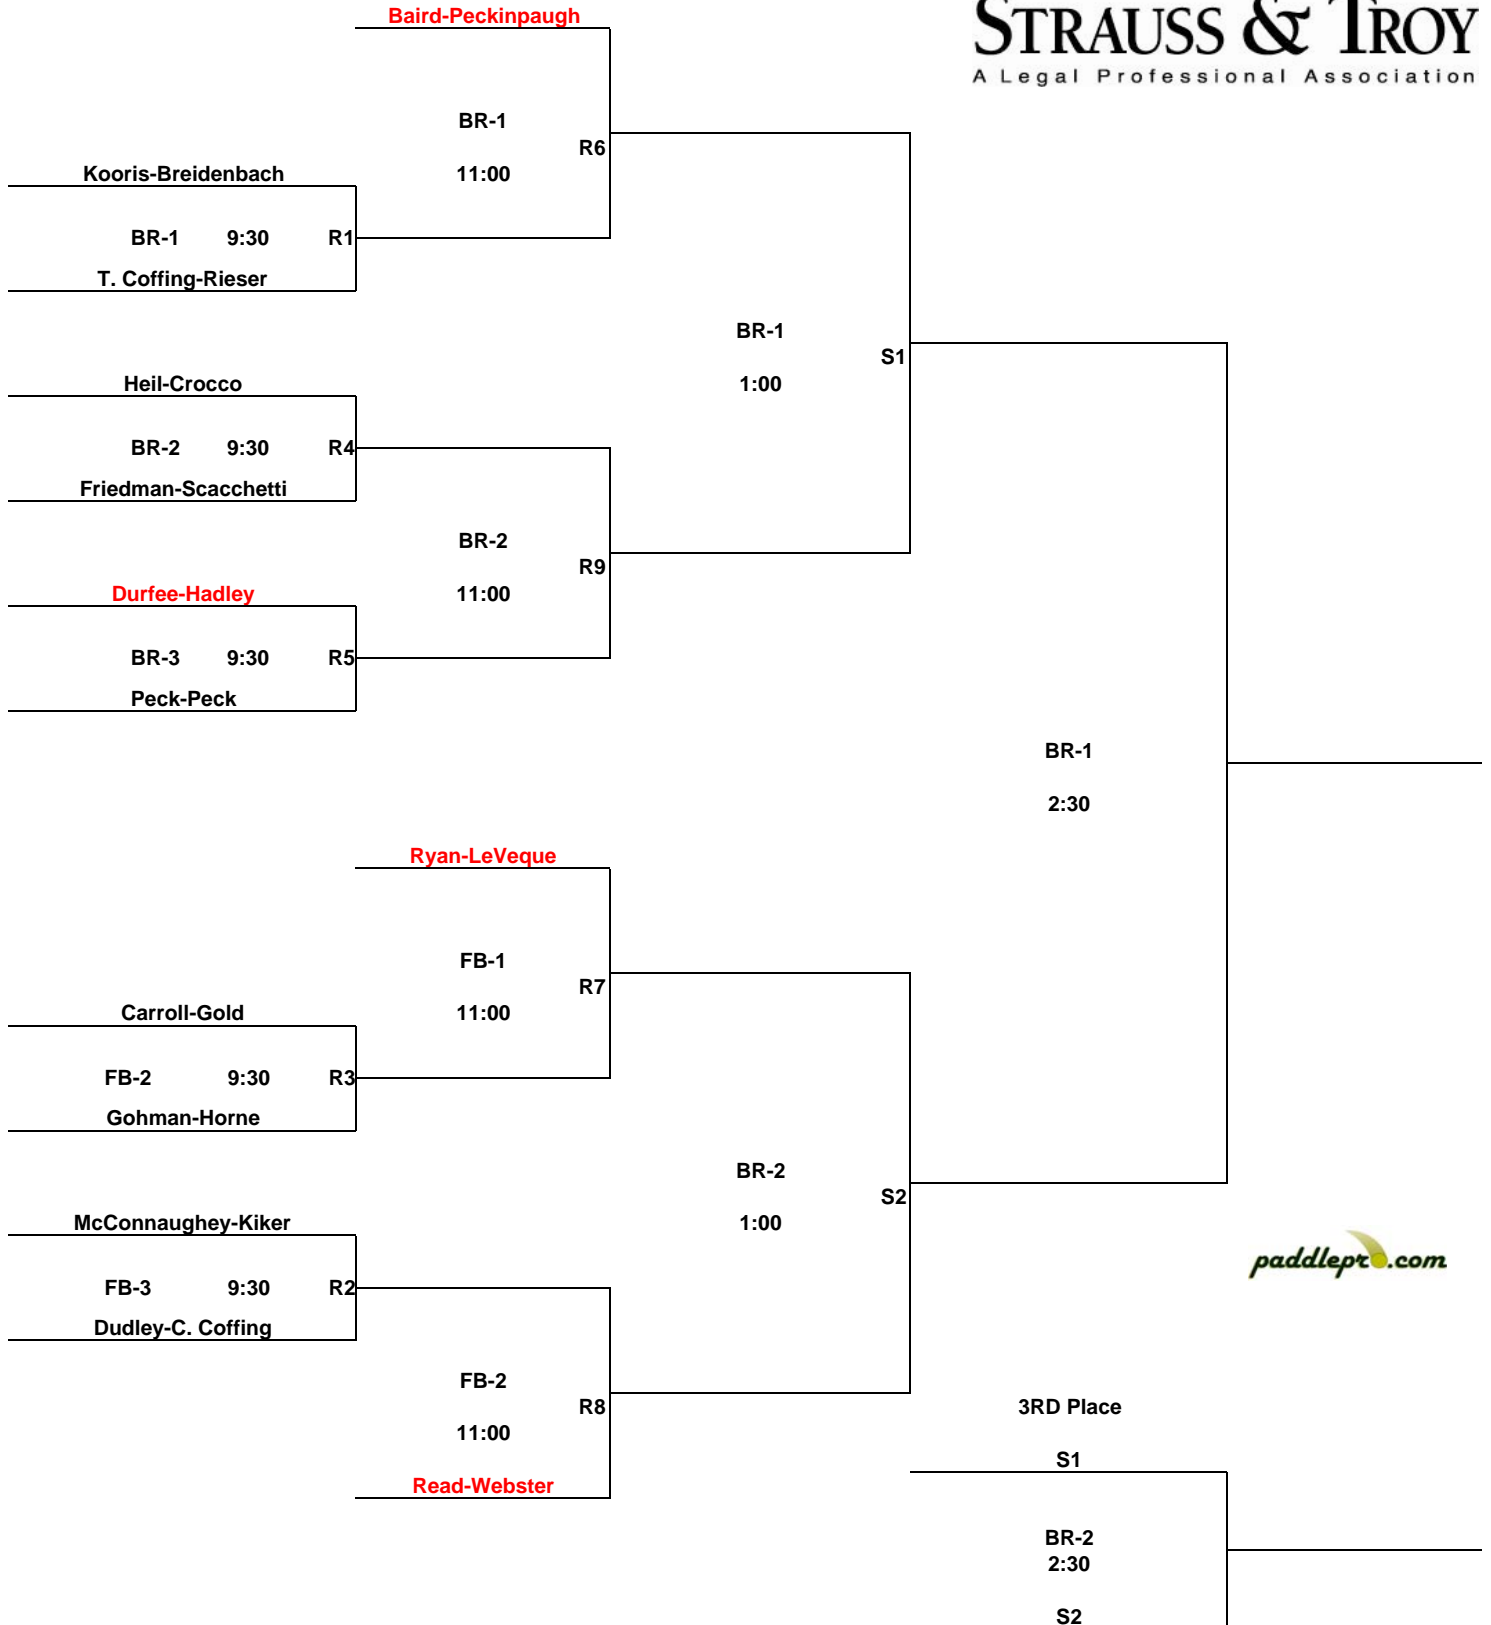 Baird-Peckinpaugh
STRAUSS & TROY
A Legal Professional Association
BR-1
R6
11:00
Kooris-Breidenbach
BR-1 9:30 R1
T. Coffing-Rieser
BR-1
S1
1:00
Heil-Crocco
BR-2 9:30 R4
Friedman-Scacchetti
BR-2
R9
11:00
Durfee-Hadley
BR-3 9:30 R5
Peck-Peck
BR-1
2:30
Ryan-LeVeque
FB-1
R7
11:00
Carroll-Gold
FB-2 9:30 R3
Gohman-Horne
BR-2
S2
1:00
McConnaughey-Kiker
FB-3 9:30 R2
Dudley-C. Coffing
paddlepro.com
FB-2
R8
11:00
Read-Webster
3RD Place
S1
BR-2
2:30
S2